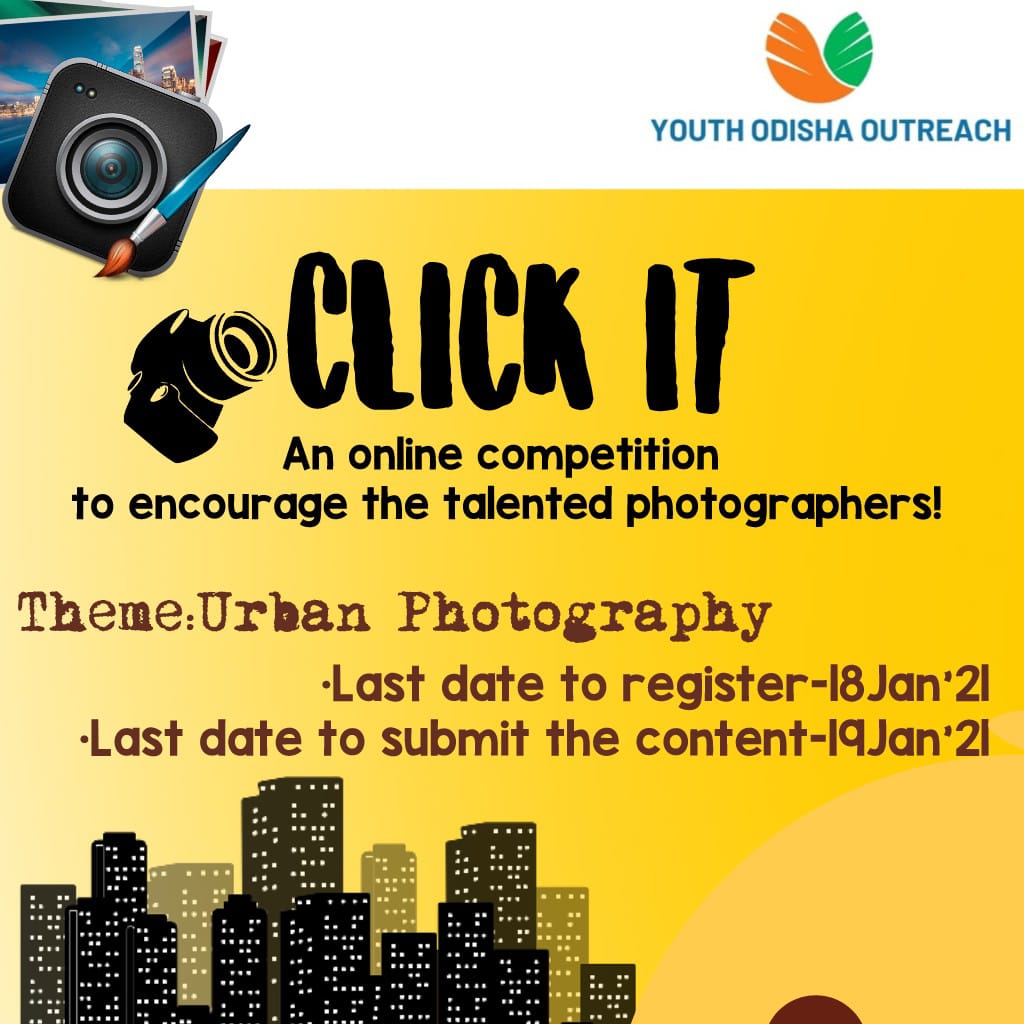 YOUTH ODISHA OUTREACH
CLICK IT
An online competition
to encourage the talented photographers!
Theme:Urban Photography
•Last date to register-18Jan'21
•Last date to submit the content-19Jan'21